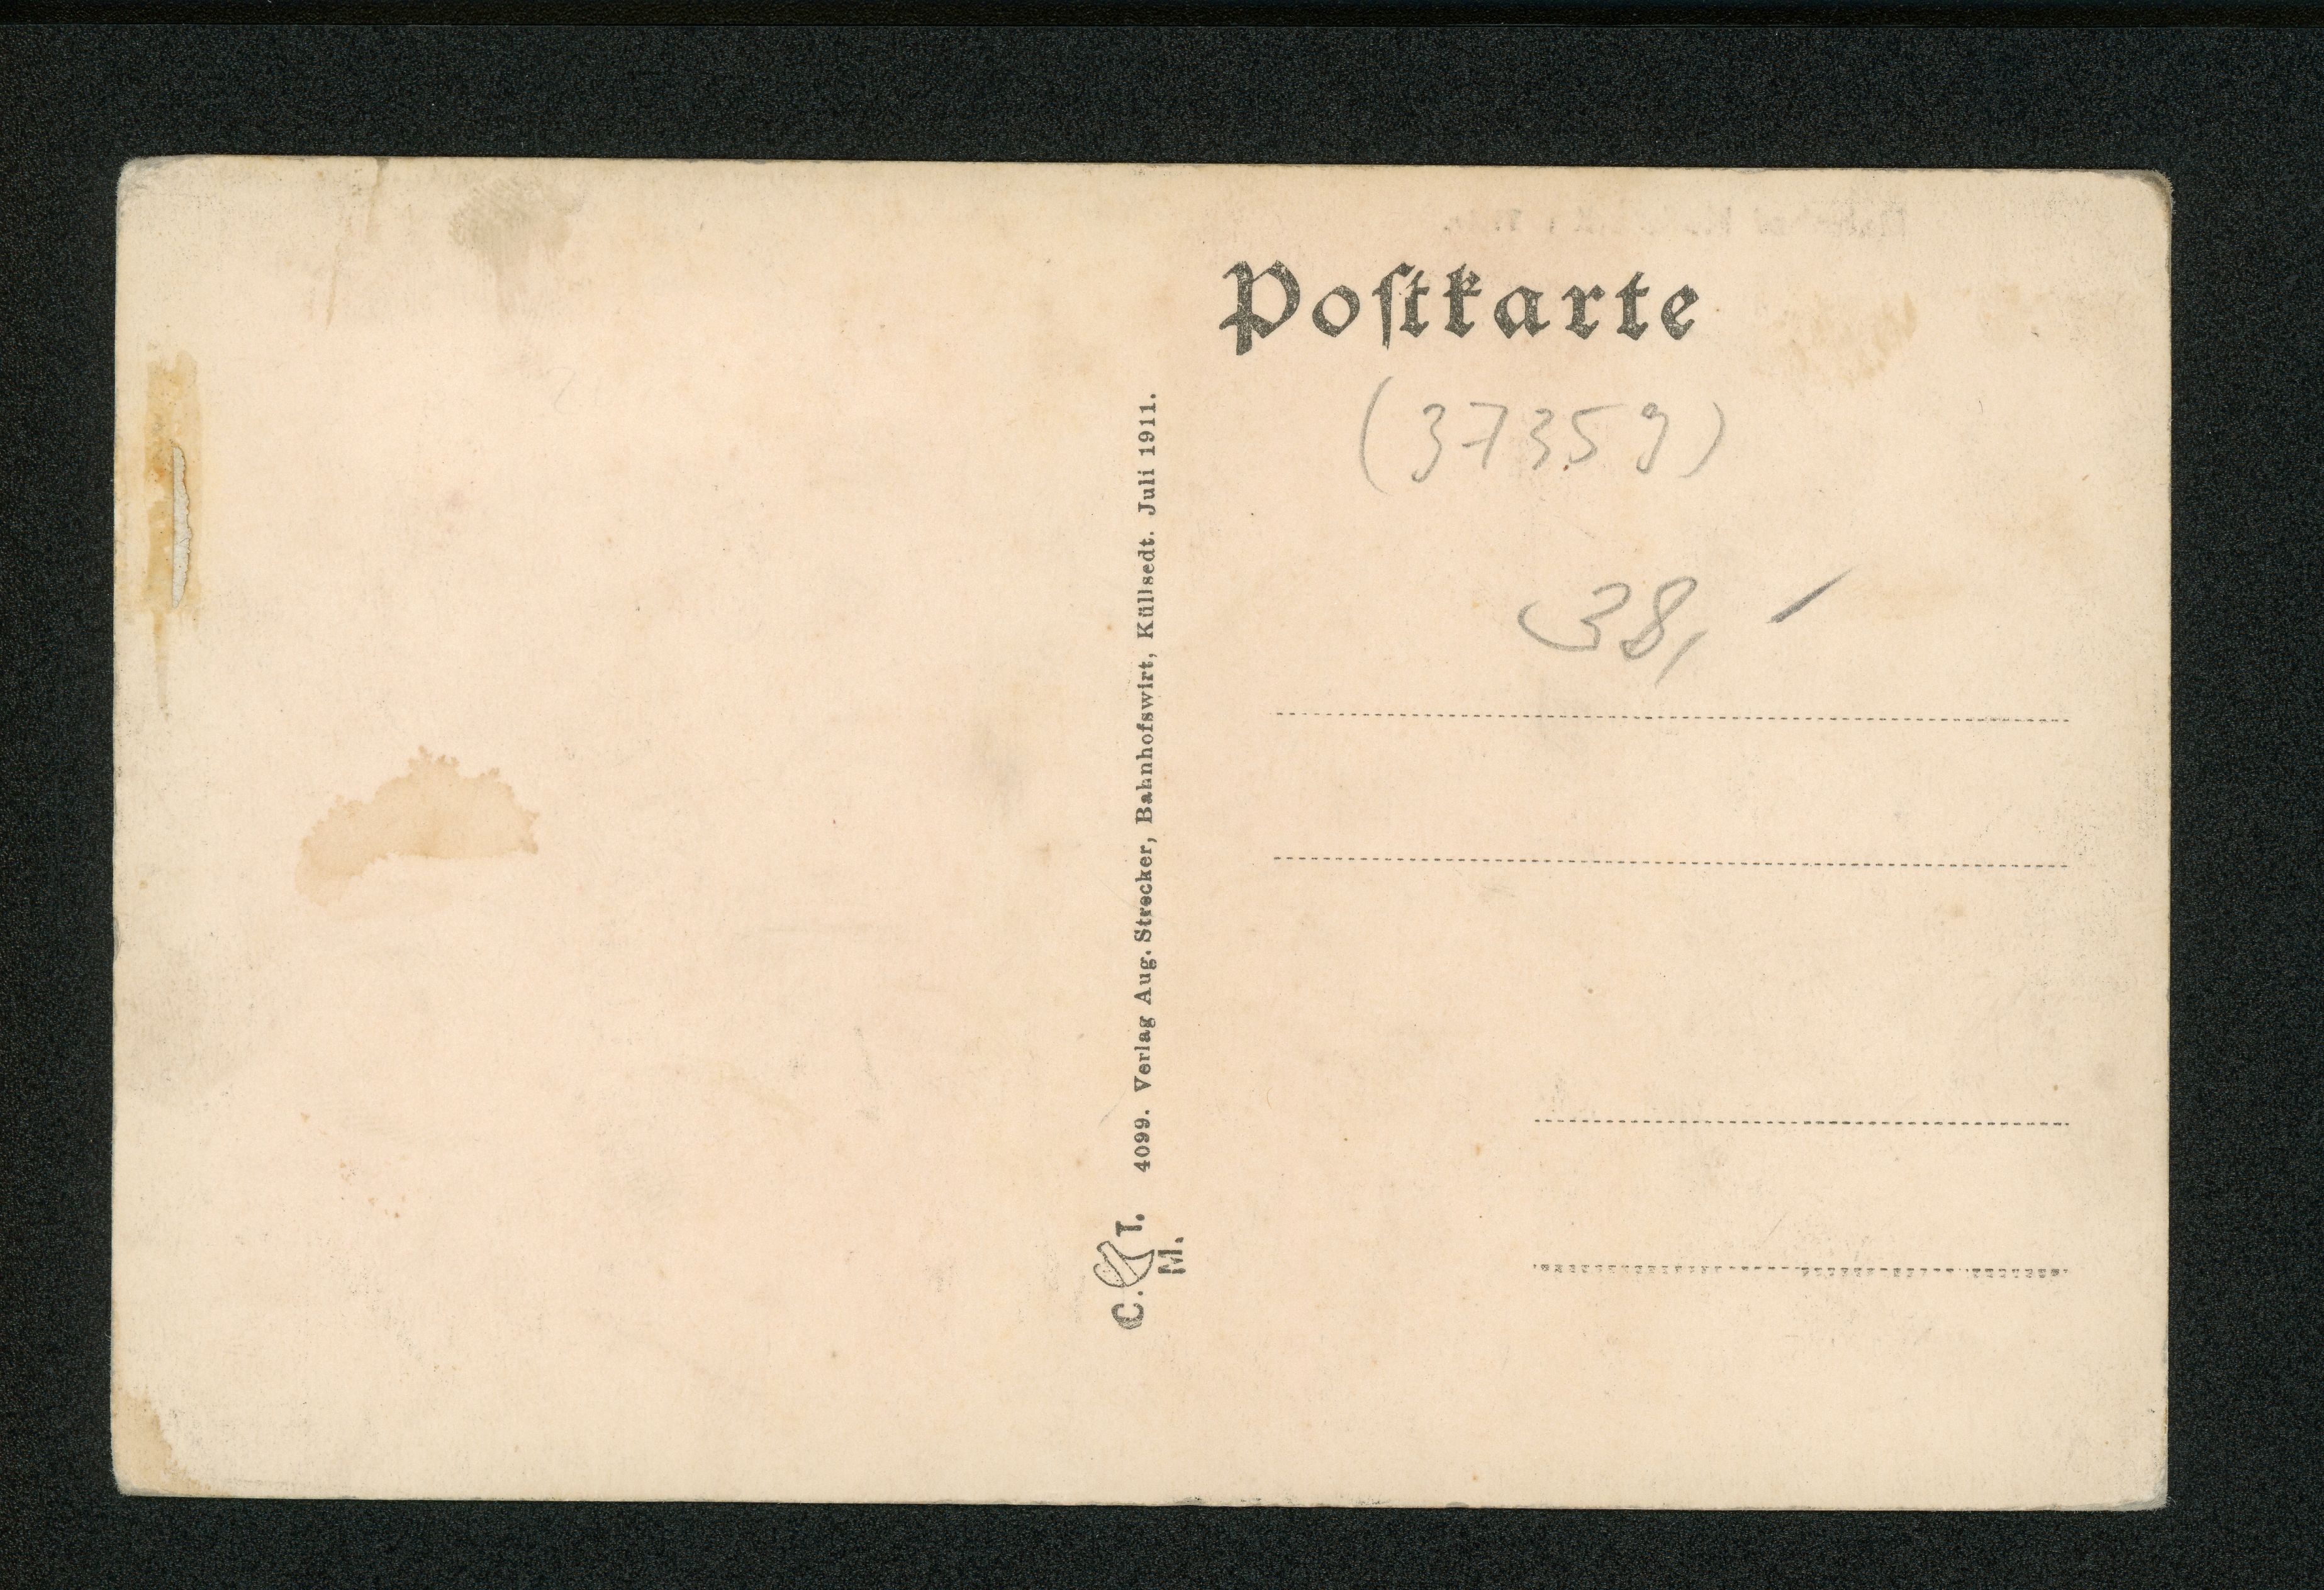 Poſtkarte
(37359)
38,-
4099. Verlag Aug. Strecker, Bahnhofswirt, Küllsedt. Juli 1911.
C. T.
M.